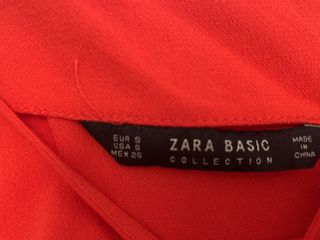 EUR S
USA S
MEX 26
ZARA BASIC
COLLECTION
MADE
IN
CHINA